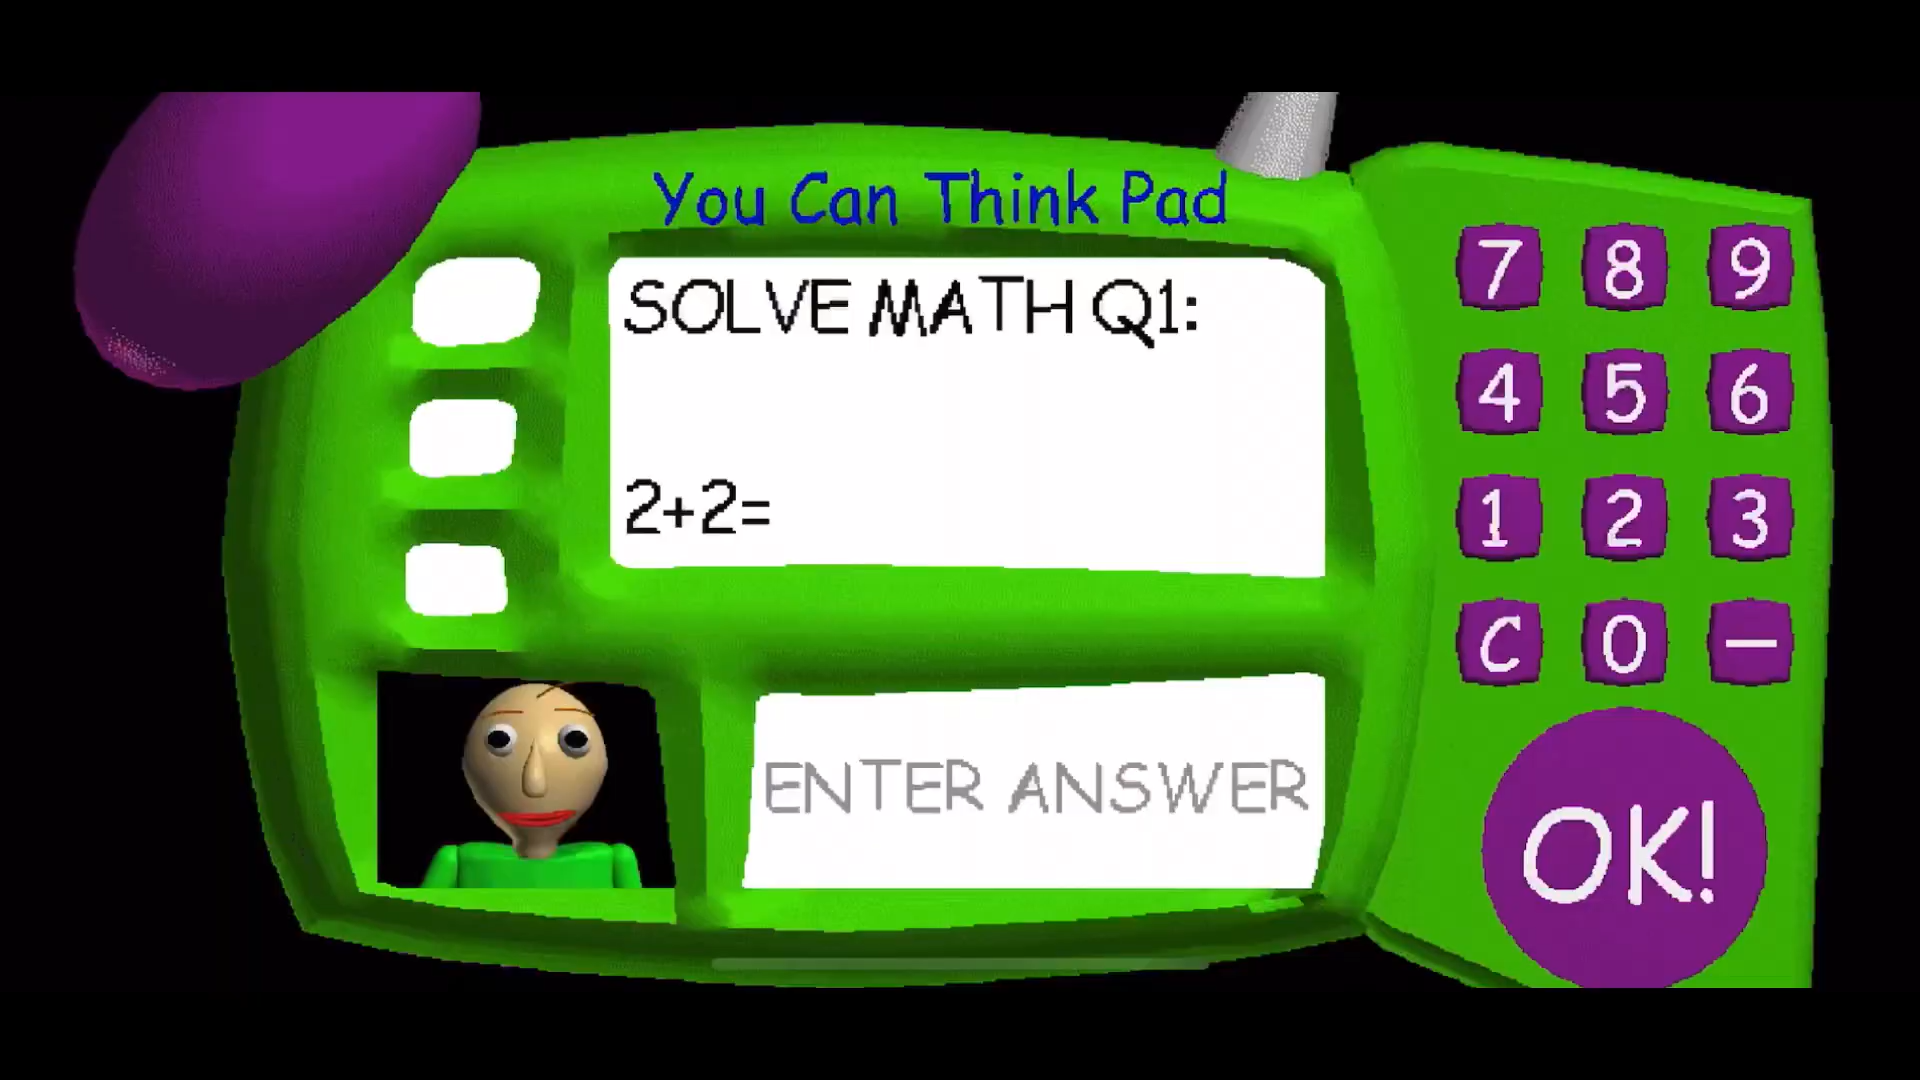 You Can Think Pad
SOLVE MATH Q1:
2+2=
ENTER ANSWER
7 8 9
4 5 6
1 2 3
C 0 —
OK!